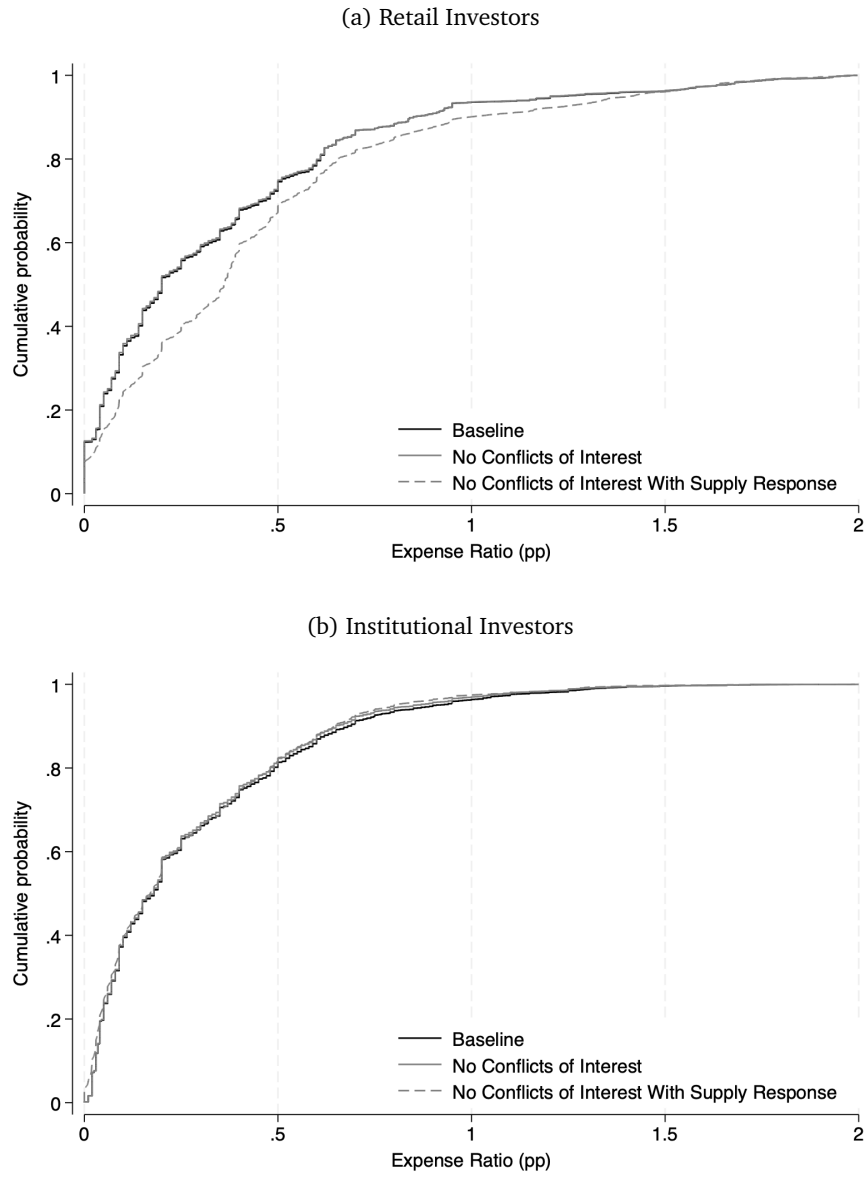 (a) Retail Investors
1
.8
.6
.4
.2
0
Cumulative probability
Baseline
No Conflicts of Interest
No Conflicts of Interest With Supply Response
0 .5 1 1.5 2
Expense Ratio (pp)
(b) Institutional Investors
1
.8
.6
.4
.2
0
Cumulative probability
Baseline
No Conflicts of Interest
No Conflicts of Interest With Supply Response
0 .5 1 1.5 2
Expense Ratio (pp)